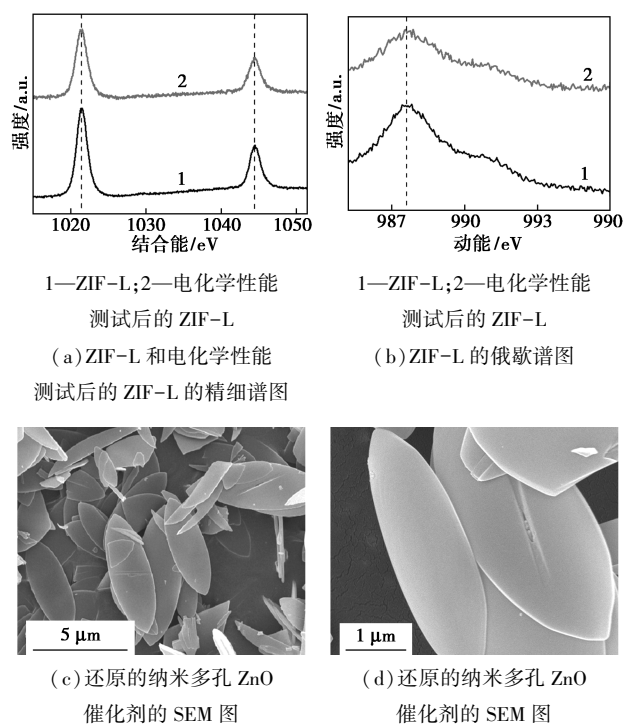 强度/a.u.
2
1
1020 1030 1040 1050
结合能/eV
1—ZIF-L;2—电化学性能
测试后的 ZIF-L
(a)ZIF-L 和电化学性能
测试后的 ZIF-L 的精细谱图
强度/a.u.
2
1
987 990 993 990
动能/eV
1—ZIF-L;2—电化学性能
测试后的 ZIF-L
(b)ZIF-L 的俄歇谱图
5 μm
(c)还原的纳米多孔 ZnO
催化剂的 SEM 图
1 μm
(d)还原的纳米多孔 ZnO
催化剂的 SEM 图